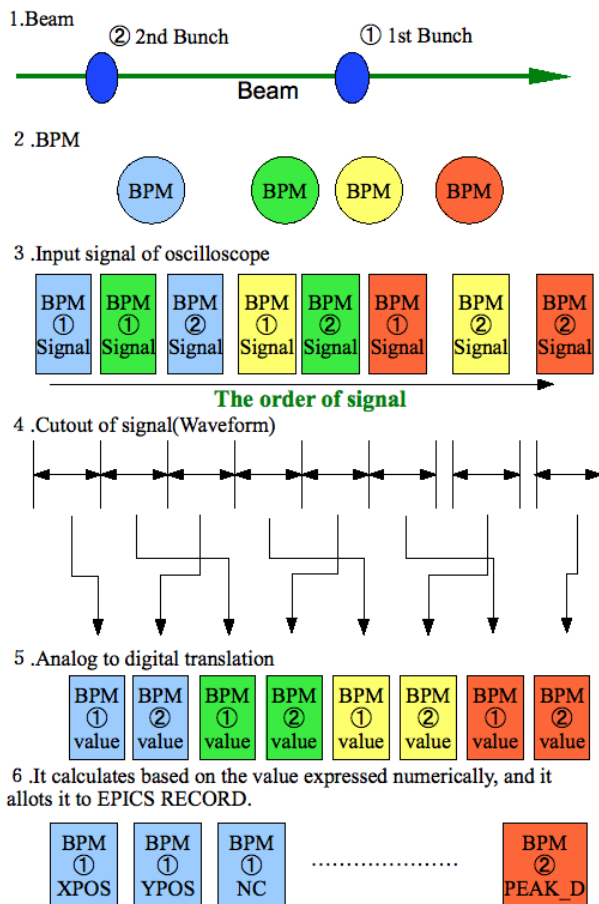 1.Beam
② 2nd Bunch
① 1st Bunch
Beam
2 .BPM
BPM
BPM
BPM
BPM
3 .Input signal of oscilloscope
BPM
①
Signal
BPM
①
Signal
BPM
②
Signal
BPM
①
Signal
BPM
②
Signal
BPM
①
Signal
BPM
②
Signal
BPM
②
Signal
The order of signal
4 .Cutout of signal(Waveform)
5 .Analog to digital translation
BPM
①
value
BPM
②
value
BPM
①
value
BPM
②
value
BPM
①
value
BPM
②
value
BPM
①
value
BPM
②
value
6 .It calculates based on the value expressed numerically, and it
allots it to EPICS RECORD.
BPM
①
XPOS
BPM
①
YPOS
BPM
①
NC
......................
BPM
②
PEAK_D